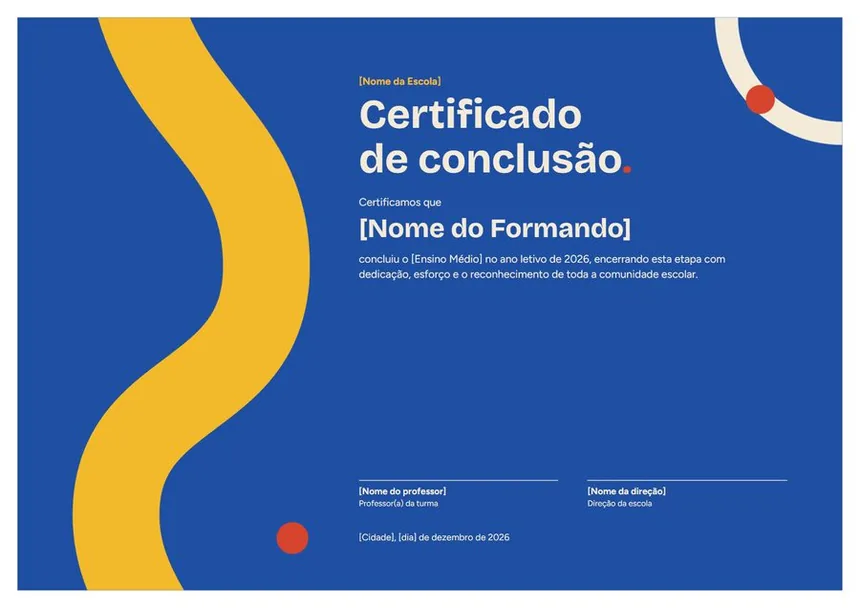 [Nome da Escola]
Certificado
de conclusão.
Certificamos que
[Nome do Formando]
concluiu o [Ensino Médio] no ano letivo de 2026, encerrando esta etapa com
dedicação, esforço e o reconhecimento de toda a comunidade escolar.
[Nome do professor]
Professor(a) da turma
[Nome da direção]
Direção da escola
[Cidade], [dia] de dezembro de 2026